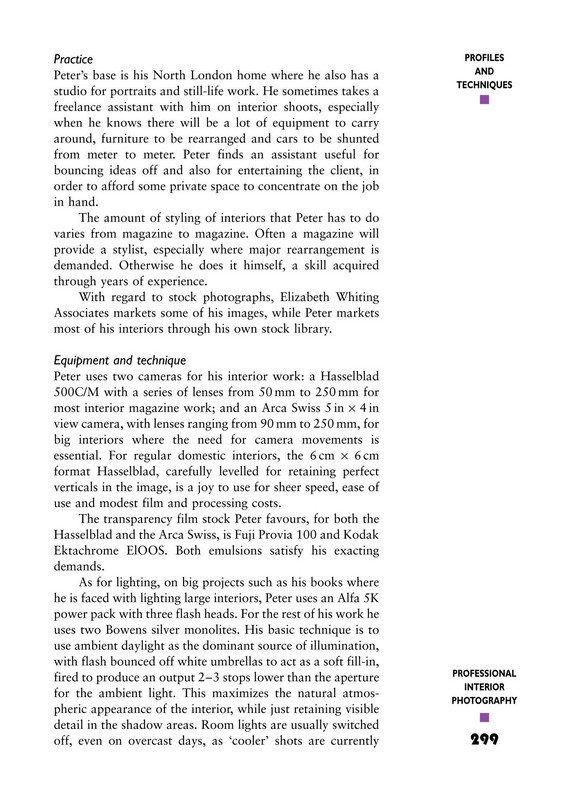 Practice
Peter’s base is his North London home where he also has a
studio for portraits and still-life work. He sometimes takes a
freelance assistant with him on interior shoots, especially
when he knows there will be a lot of equipment to carry
around, furniture to be rearranged and cars to be shunted
from meter to meter. Peter finds an assistant useful for
bouncing ideas off and also for entertaining the client, in
order to afford some private space to concentrate on the job
in hand.
The amount of styling of interiors that Peter has to do
varies from magazine to magazine. Often a magazine will
provide a stylist, especially where major rearrangement is
demanded. Otherwise he does it himself, a skill acquired
through years of experience.
With regard to stock photographs, Elizabeth Whiting
Associates markets some of his images, while Peter markets
most of his interiors through his own stock library.
Equipment and technique
Peter uses two cameras for his interior work: a Hasselblad
500C/M with a series of lenses from 50 mm to 250 mm for
most interior magazine work; and an Arca Swiss 5 in × 4 in
view camera, with lenses ranging from 90 mm to 250 mm, for
big interiors where the need for camera movements is
essential. For regular domestic interiors, the 6 cm × 6 cm
format Hasselblad, carefully levelled for retaining perfect
verticals in the image, is a joy to use for sheer speed, ease of
use and modest film and processing costs.
The transparency film stock Peter favours, for both the
Hasselblad and the Arca Swiss, is Fuji Provia 100 and Kodak
Ektachrome ElOOS. Both emulsions satisfy his exacting
demands.
As for lighting, on big projects such as his books where
he is faced with lighting large interiors, Peter uses an Alfa 5K
power pack with three flash heads. For the rest of his work he
uses two Bowens silver monolites. His basic technique is to
use ambient daylight as the dominant source of illumination,
with flash bounced off white umbrellas to act as a soft fill-in,
fired to produce an output 2–3 stops lower than the aperture
for the ambient light. This maximizes the natural atmos-
pheric appearance of the interior, while just retaining visible
detail in the shadow areas. Room lights are usually switched
off, even on overcast days, as ‘cooler’ shots are currently
PROFILES
AND
TECHNIQUES
PROFESSIONAL
INTERIOR
PHOTOGRAPHY
299